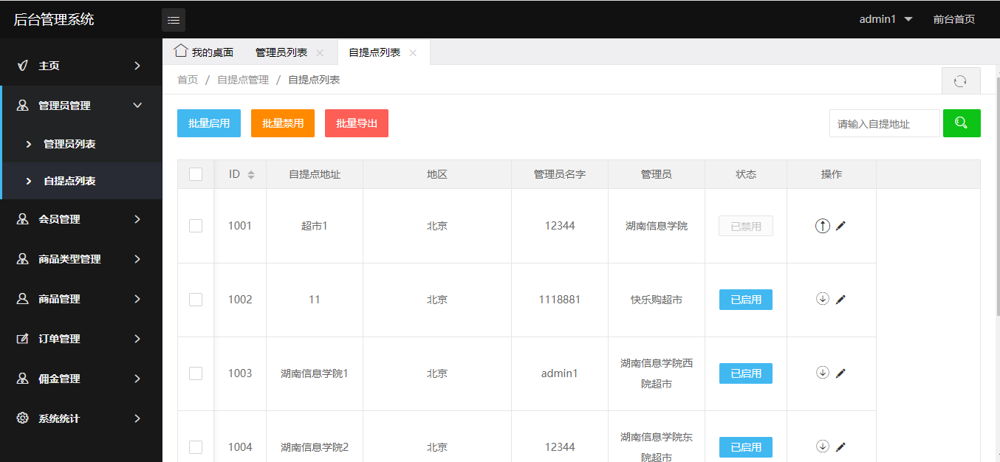 后台管理系统
admin1
前台首页
主页
管理员管理
管理员列表
自提点列表
会员管理
商品类型管理
商品管理
订单管理
佣金管理
系统统计
我的桌面
管理员列表
自提点列表
首页 / 自提点管理 / 自提点列表
批量启用
批量禁用
批量导出
请输入自提地址
ID 自提点地址 地区 管理员名字 管理员 状态 操作
1001 超市1 北京 12344 湖南信息学院 已禁用
1002 11 北京 1118881 快乐购超市 已启用
1003 湖南信息学院1 北京 admin1 湖南信息学院西 已启用
院超市
1004 湖南信息学院2 北京 12344 湖南信息学院东 已启用
院超市